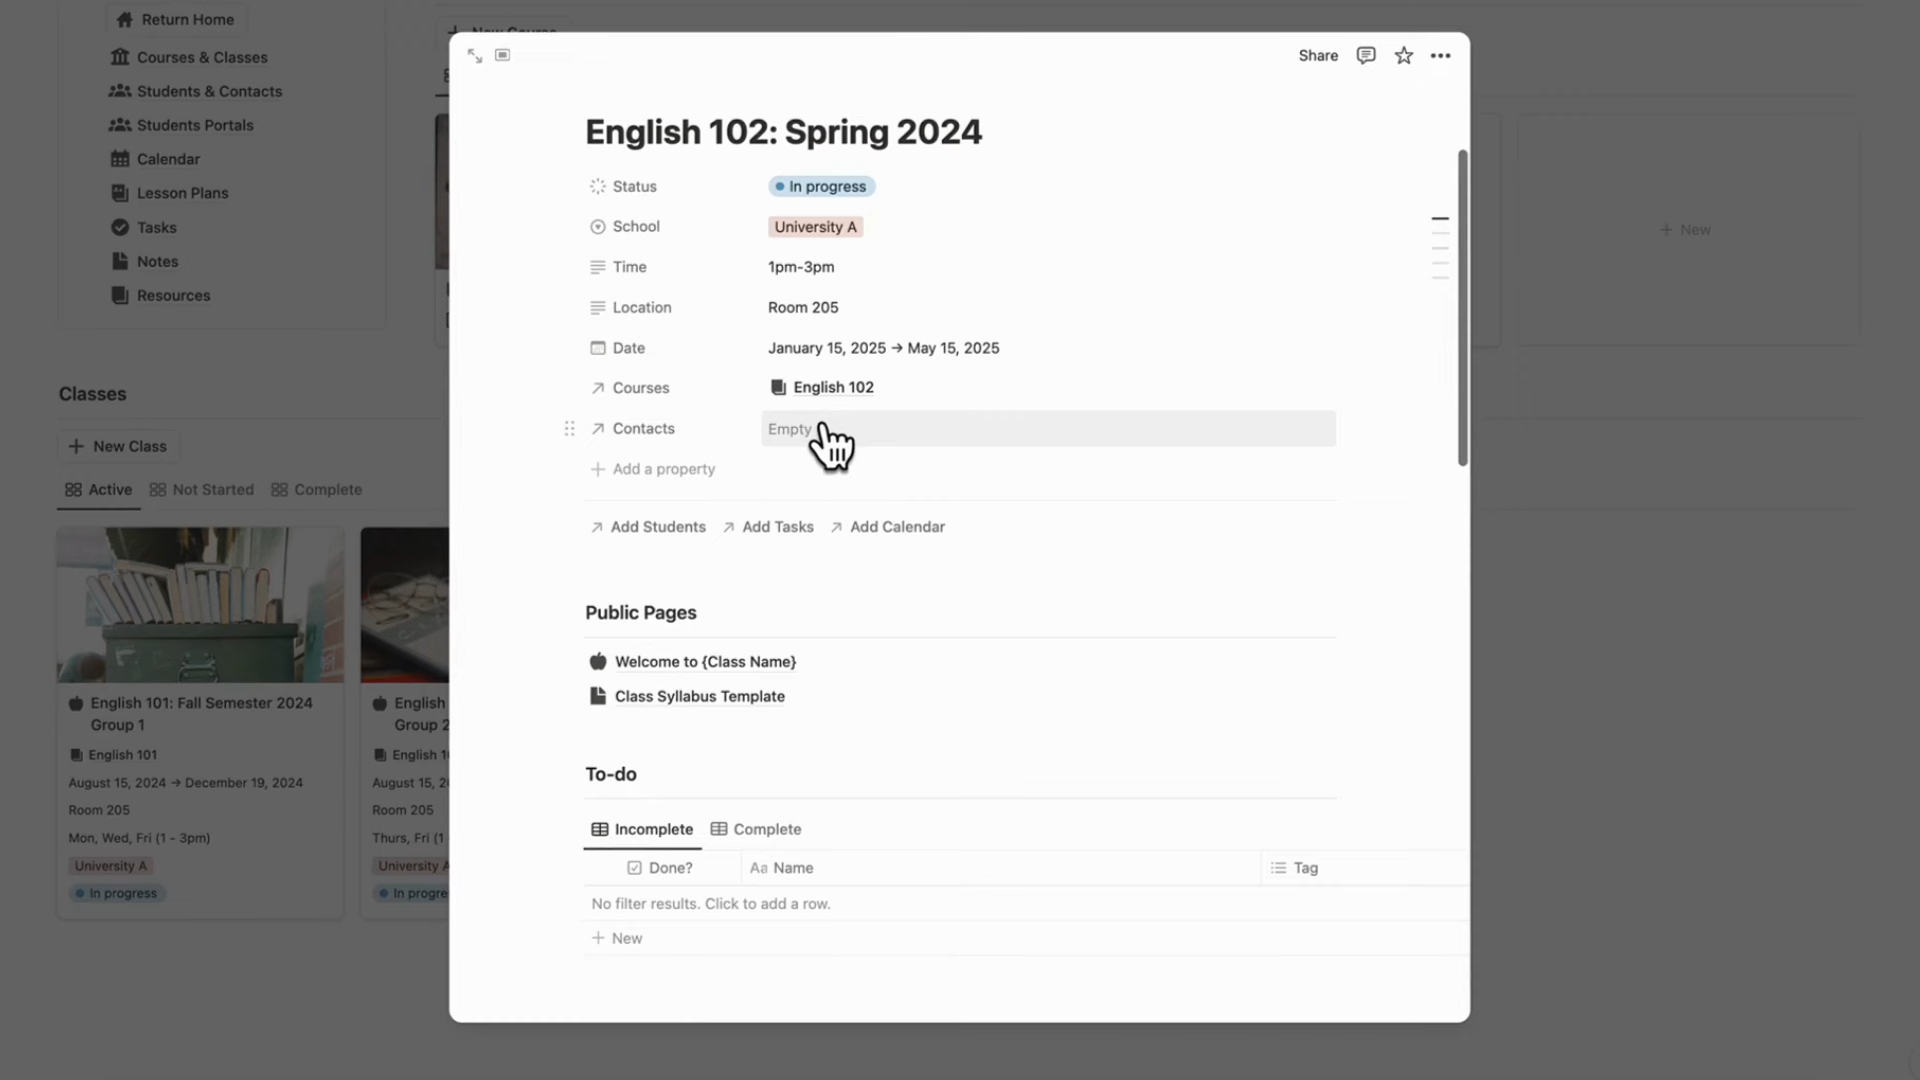 Return Home
Courses & Classes
Students & Contacts
Students Portals
Calendar
Lesson Plans
Tasks
Notes
Resources
Classes
New Class
Active
Not Started
Complete
English 101: Fall Semester 2024
Group 1
English 101
August 15, 2024 → December 19, 2024
Room 205
Mon, Wed, Fri (1 - 3pm)
University A
In progress
English
Group 2
English 1
August 15, 2
Room 205
Thurs, Fri (1
University A
In progre
New Course
New
Share
English 102: Spring 2024
Status In progress
School University A
Time 1pm-3pm
Location Room 205
Date January 15, 2025 → May 15, 2025
Courses English 102
Contacts Empty
Add a property
Add Students Add Tasks Add Calendar
Public Pages
Welcome to {Class Name}
Class Syllabus Template
To-do
Incomplete Complete
Done? Aa Name Tag
No filter results. Click to add a row.
New